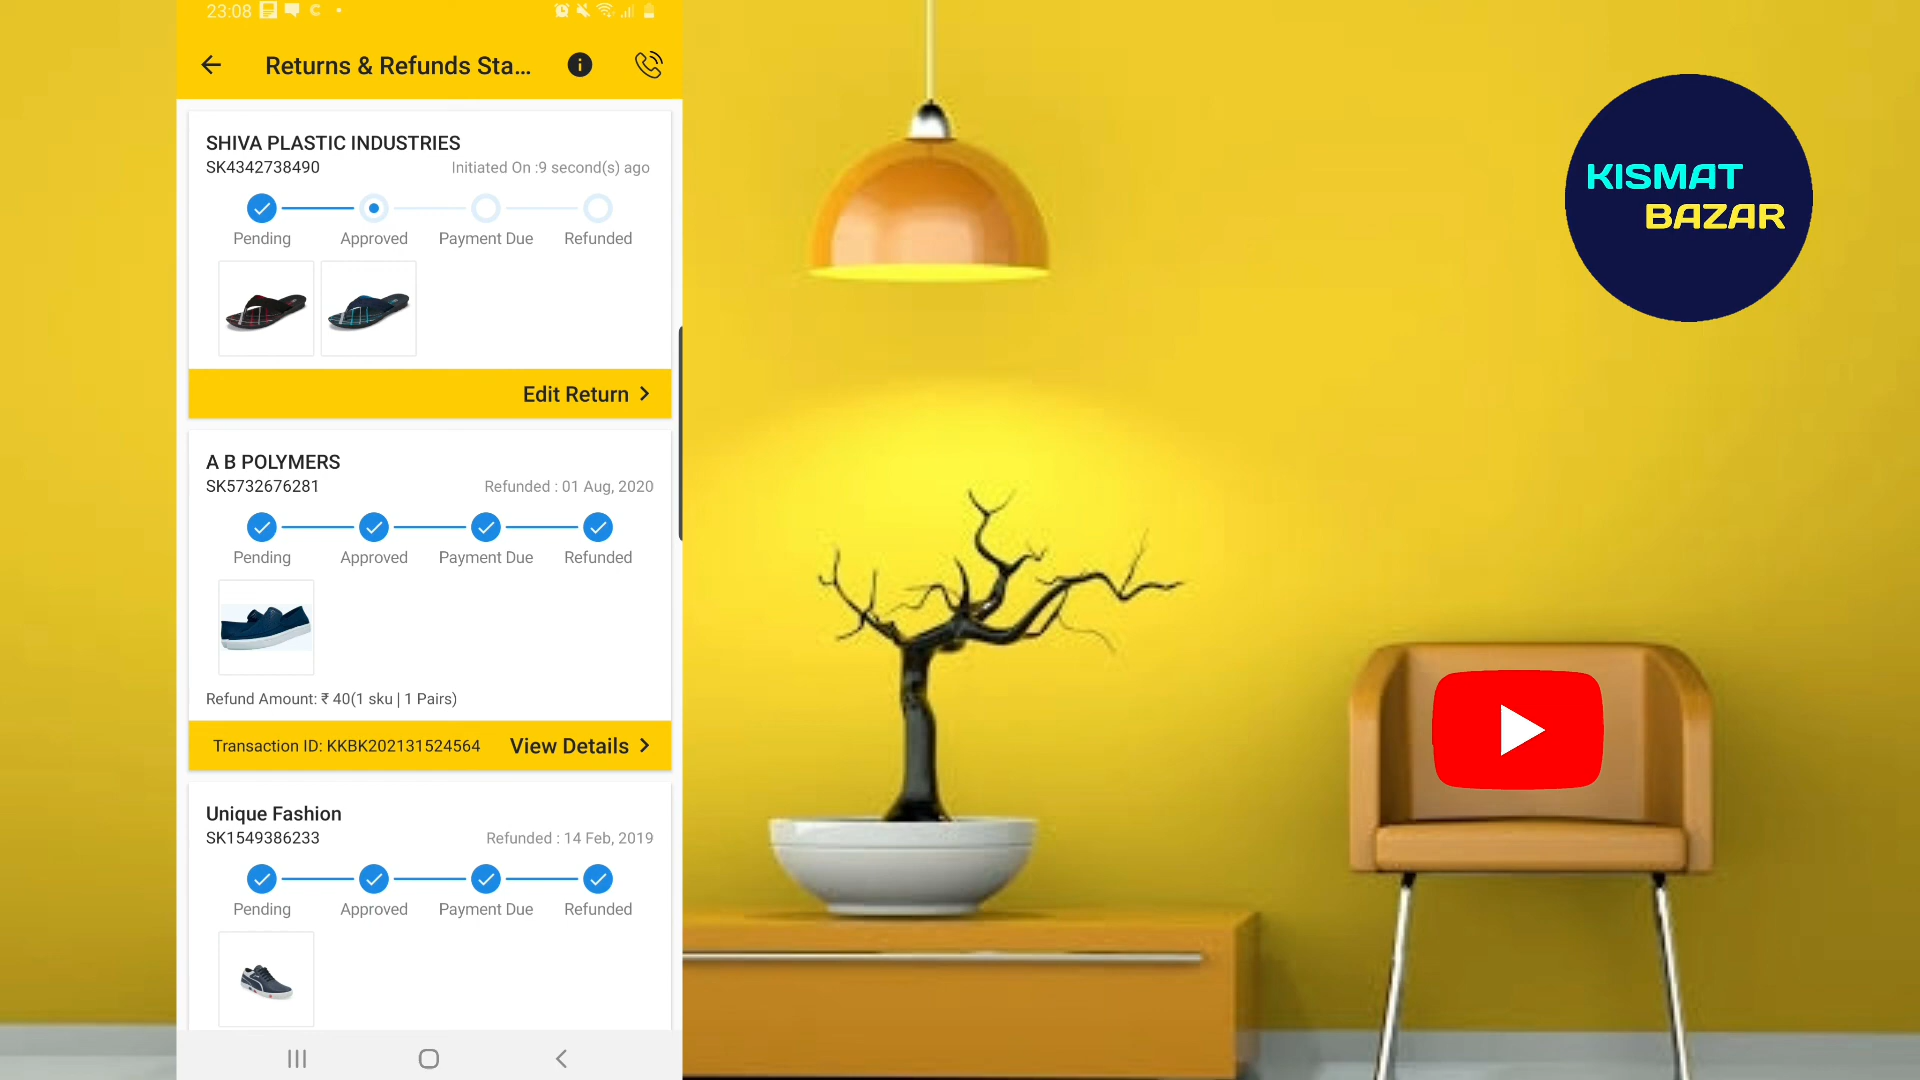 23:08
Returns & Refunds Sta...
SHIVA PLASTIC INDUSTRIES
SK4342738490
Initiated On :9 second(s) ago
Pending
Approved
Payment Due
Refunded
Edit Return
A B POLYMERS
SK5732676281
Refunded : 01 Aug, 2020
Pending
Approved
Payment Due
Refunded
Refund Amount: ₹ 40(1 sku | 1 Pairs)
Transaction ID: KKBK202131524564
View Details
Unique Fashion
SK1549386233
Refunded : 14 Feb, 2019
Pending
Approved
Payment Due
Refunded
KISMAT
BAZAR